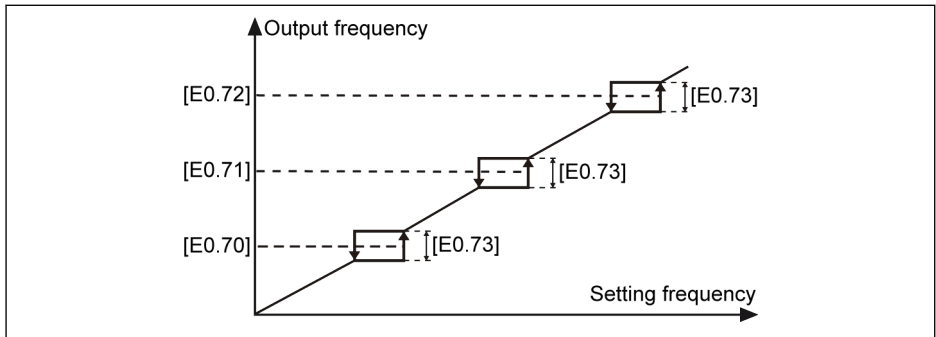 Output frequency
[E0.72]
[E0.73]
[E0.71]
[E0.73]
[E0.70]
[E0.73]
Setting frequency